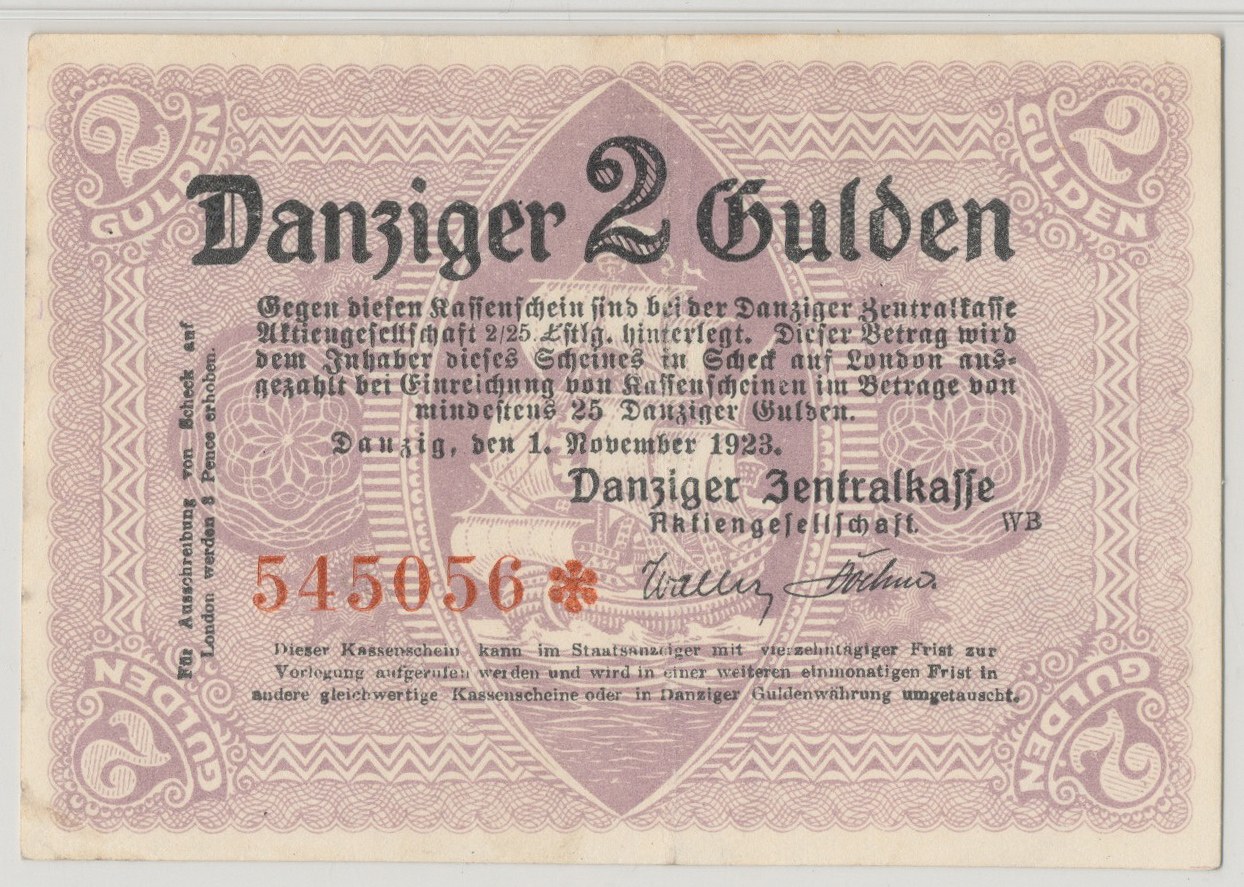 2 GULDEN
2 GULDEN
Danziger 2 Gulden
Gegen diesen Kassenschein sind bei der Danziger Zentralkasse
Aktiengesellschaft 2/25 £stlg. hinterlegt. Dieser Betrag wird
dem Inhaber dieses Scheines in Scheck auf London aus-
gezahlt bei Einreichung von Kassenscheinen im Betrage von
mindestens 25 Danziger Gulden.
Danzig, den 1. November 1923.
Danziger Zentralkasse
Aktiengesellschaft.
WB
545056
Dieser Kassenschein kann im Staatsanzeiger mit vierzehntägiger Frist zur
Vorlegung aufgerufen werden und wird in einer weiteren einmonatigen Frist in
andere gleichwertige Kassenscheine oder in Danziger Guldenwährung umgetauscht.
Für Ausschreibung von Scheck auf
London werden 3 Pence erhoben.
2 GULDEN
2 GULDEN